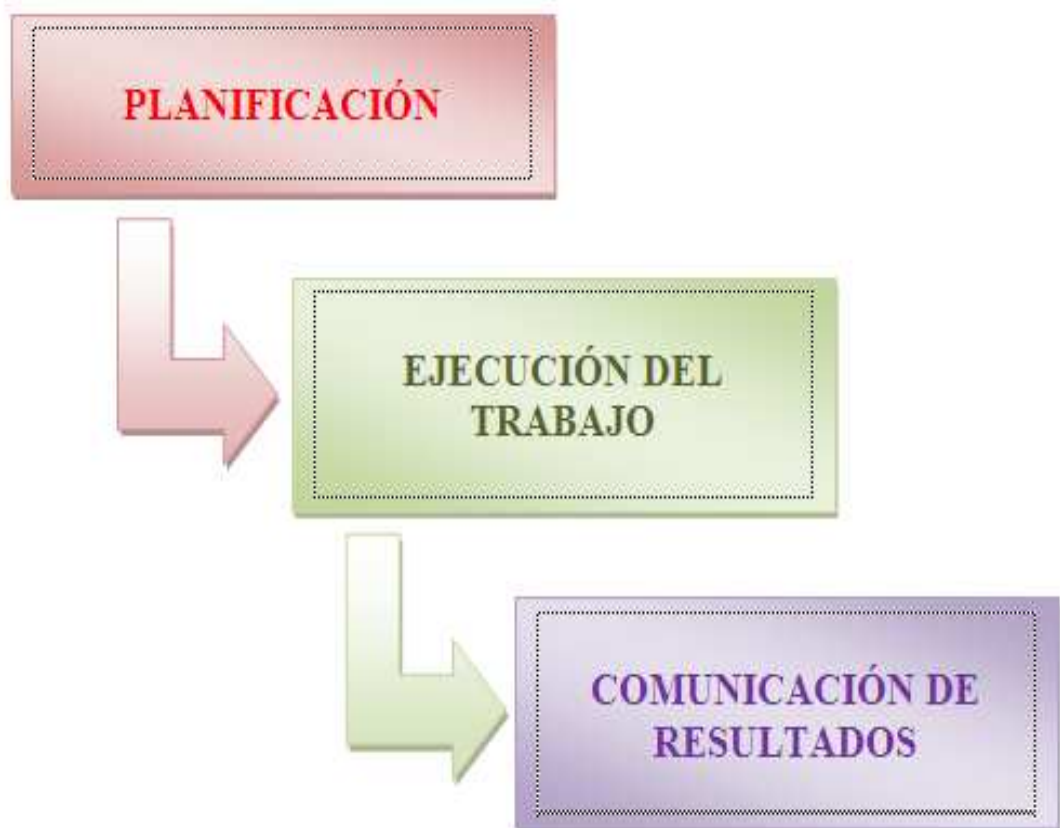 PLANIFICACIÓN
EJECUCIÓN DEL
TRABAJO
COMUNICACIÓN DE
RESULTADOS